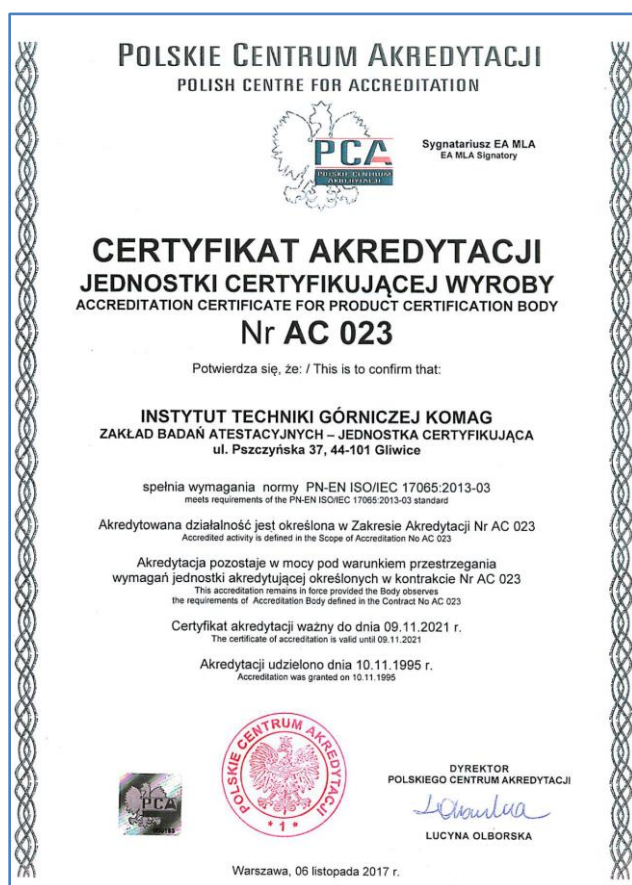 POLSKIE CENTRUM AKREDYTACJI
POLISH CENTRE FOR ACCREDITATION
PCA
POLSKIE CENTRUM
AKREDYTACJI
Sygnatariusz EA MLA
EA MLA Signatory
CERTYFIKAT AKREDYTACJI
JEDNOSTKI CERTYFIKUJĄCEJ WYROBY
ACCREDITATION CERTIFICATE FOR PRODUCT CERTIFICATION BODY
Nr AC 023
Potwierdza się, że: / This is to confirm that:
INSTYTUT TECHNIKI GÓRNICZEJ KOMAG
ZAKŁAD BADAŃ ATESTACYJNYCH – JEDNOSTKA CERTYFIKUJĄCA
ul. Pszczyńska 37, 44-101 Gliwice
spełnia wymagania normy PN-EN ISO/IEC 17065:2013-03
meets requirements of the PN-EN ISO/IEC 17065:2013-03 standard
Akredytowana działalność jest określona w Zakresie Akredytacji Nr AC 023
Accredited activity is defined in the Scope of Accreditation No AC 023
Akredytacja pozostaje w mocy pod warunkiem przestrzegania
wymagań jednostki akredytującej określonych w kontrakcie Nr AC 023
This accreditation remains in force provided the Body observes
the requirements of Accreditation Body defined in the Contract No AC 023
Certyfikat akredytacji ważny do dnia 09.11.2021 r.
The certificate of accreditation is valid until 09.11.2021
Akredytacji udzielono dnia 10.11.1995 r.
Accreditation was granted on 10.11.1995
POLSKIE CENTRUM AKREDYTACJI
* 1 *
PCA
DYREKTOR
POLSKIEGO CENTRUM AKREDYTACJI
LUCYNA OLBORSKA
Warszawa, 06 listopada 2017 r.